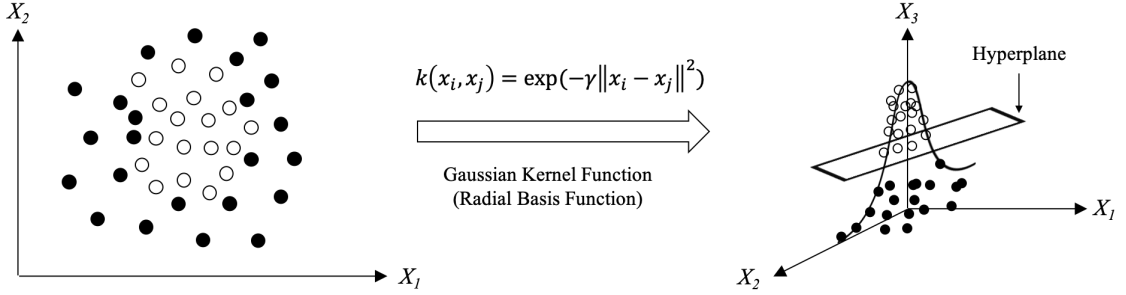 X₂
X₁
k(xᵢ, xⱼ) = exp(−γ‖xᵢ − xⱼ‖²)
Gaussian Kernel Function
(Radial Basis Function)
X₃
Hyperplane
X₁
X₂